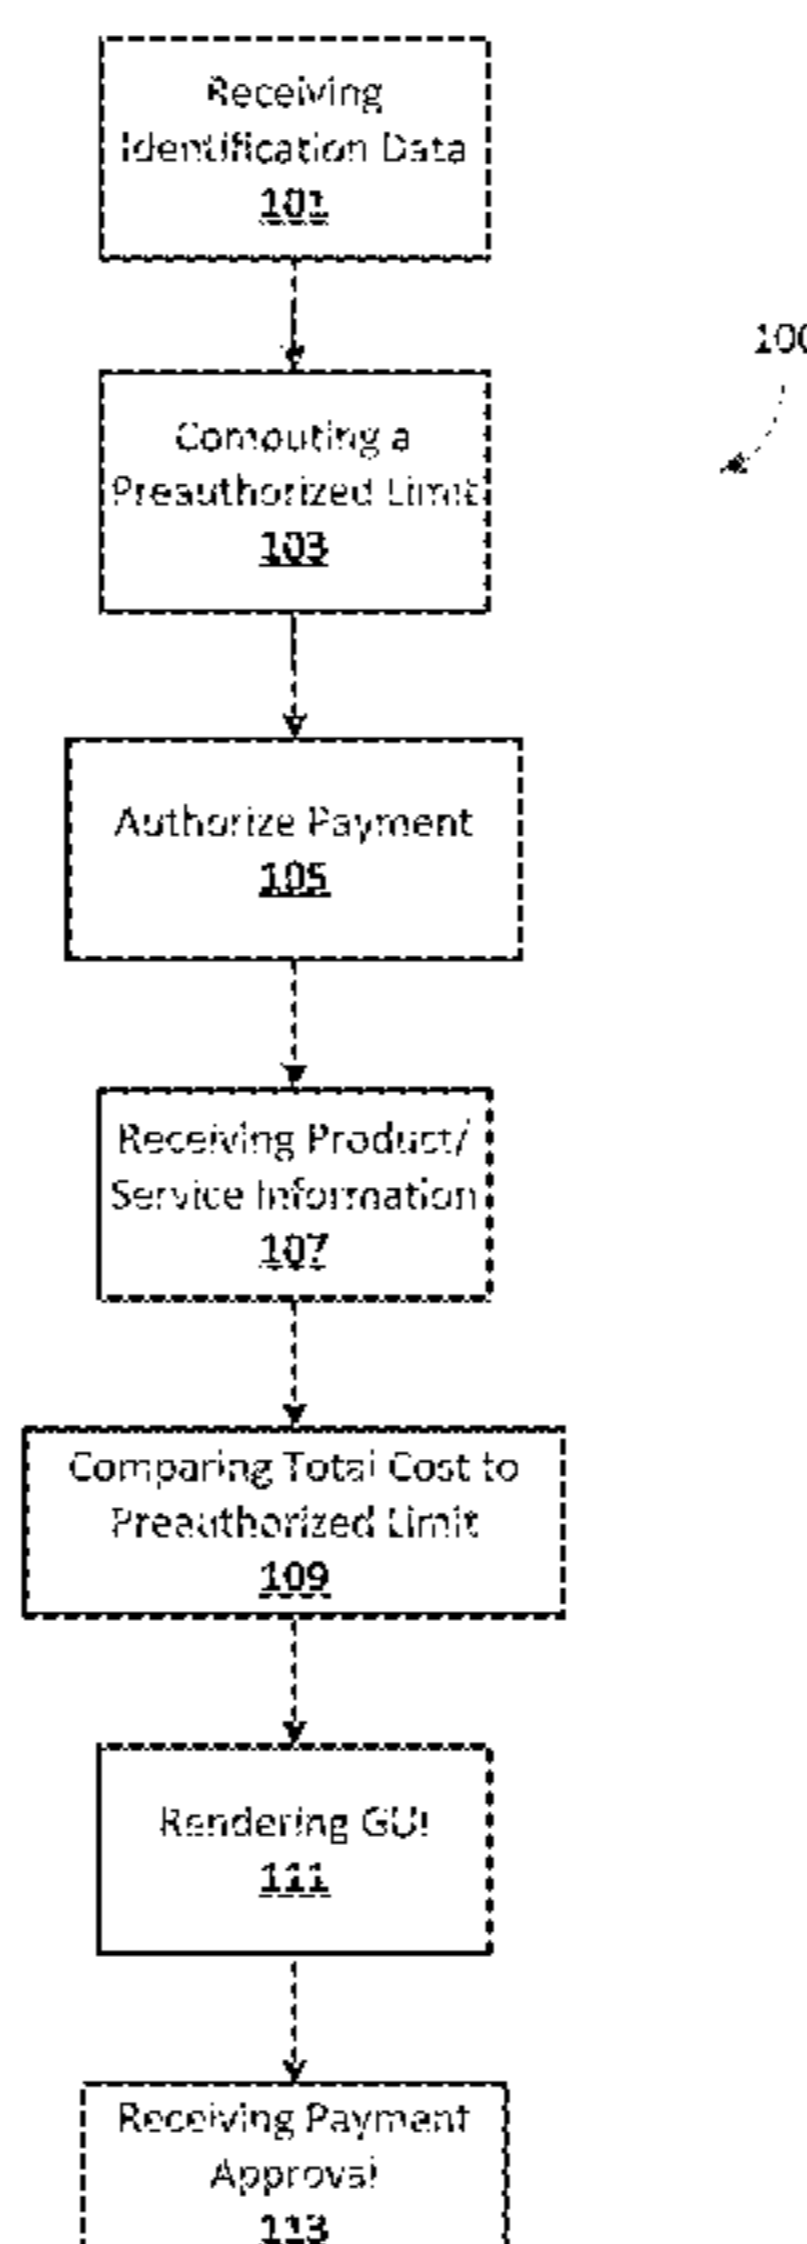 Receiving
Identification Data
101
100
Computing a
Preauthorized Limit
103
Authorize Payment
105
Receiving Product/
Service Information
107
Comparing Total Cost to
Preauthorized Limit
109
Rendering GUI
111
Receiving Payment
Approval
113